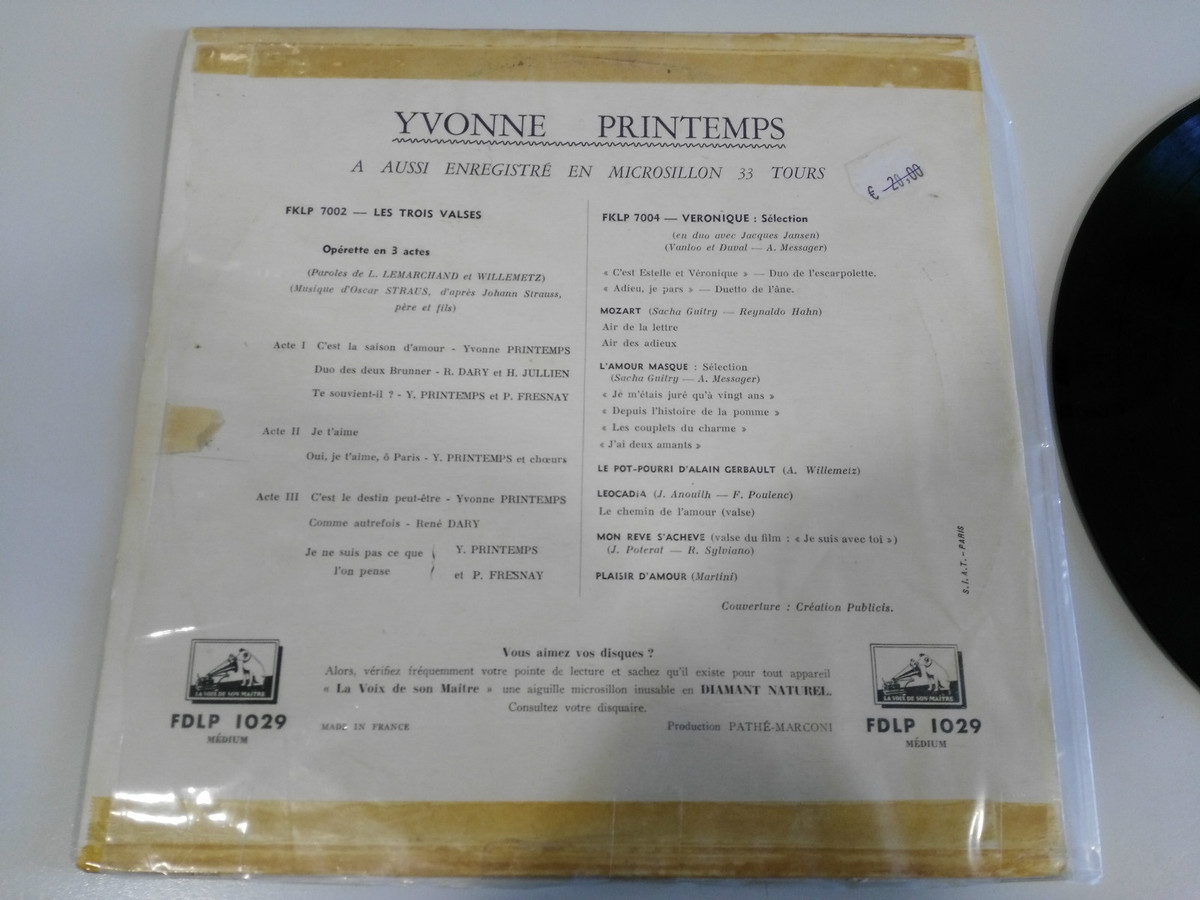 YVONNE PRINTEMPS
A AUSSI ENREGISTRÉ EN MICROSILLON 33 TOURS
€ 20,00
FKLP 7002 — LES TROIS VALSES
Opérette en 3 actes
(Paroles de L. LEMARCHAND et WILLEMETZ)
(Musique d'Oscar STRAUS, d'après Johann Strauss,
père et fils)
Acte I C'est la saison d'amour - Yvonne PRINTEMPS
Duo des deux Brunner - R. DARY et H. JULLIEN
Te souvient-il ? - Y. PRINTEMPS et P. FRESNAY
Acte II Je t'aime
Oui, je t'aime, ô Paris - Y. PRINTEMPS et chœurs
Acte III C'est le destin peut-être - Yvonne PRINTEMPS
Comme autrefois - René DARY
Je ne suis pas ce que
l'on pense
Y. PRINTEMPS
et P. FRESNAY
FKLP 7004 — VERONIQUE : Sélection
(en duo avec Jacques Jansen)
(Vanloo et Duval — A. Messager)
« C'est Estelle et Véronique » — Duo de l'escarpolette.
« Adieu, je pars » — Duetto de l'âne.
MOZART (Sacha Guitry — Reynaldo Hahn)
Air de la lettre
Air des adieux
L'AMOUR MASQUE : Sélection
(Sacha Guitry — A. Messager)
« Je m'étais juré qu'à vingt ans »
« Depuis l'histoire de la pomme »
« Les couplets du charme »
« J'ai deux amants »
LE POT-POURRI D'ALAIN GERBAULT (A. Willemetz)
LEOCADIA (J. Anouilh — F. Poulenc)
Le chemin de l'amour (valse)
MON REVE S'ACHEVE (valse du film : « Je suis avec toi »)
(J. Poterat — R. Sylviano)
PLAISIR D'AMOUR (Martini)
Couverture : Création Publicis.
S.I.A.T. - PARIS
Vous aimez vos disques ?
Alors, vérifiez fréquemment votre pointe de lecture et sachez qu'il existe pour tout appareil
« La Voix de son Maitre » une aiguille microsillon inusable en DIAMANT NATUREL.
Consultez votre disquaire.
LA VOIX DE SON MAITRE
FDLP 1029
MÉDIUM
MADE IN FRANCE
Production PATHÉ-MARCONI
LA VOIX DE SON MAITRE
FDLP 1029
MÉDIUM